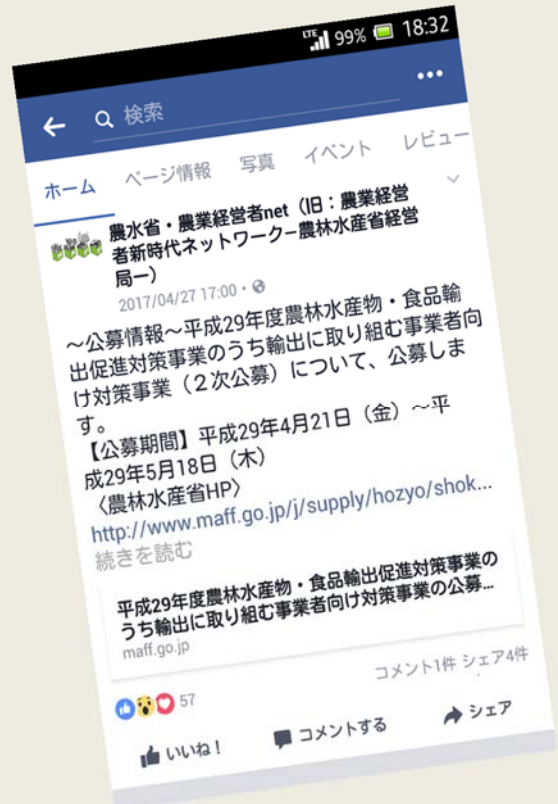 LTE 99% 18:32
検索
ホーム ページ情報 写真 イベント レビュー
農水省・農業経営者net（旧：農業経営
者新時代ネットワークー農林水産省経営
局ー）
2017/04/27 17:00
～公募情報～平成29年度農林水産物・食品輸
出促進対策事業のうち輸出に取り組む事業者向
け対策事業（２次公募）について、公募しま
す。
【公募期間】平成29年4月21日（金）～平
成29年5月18日（木）
〈農林水産省HP〉
http://www.maff.go.jp/j/supply/hozyo/shok...
続きを読む
平成29年度農林水産物・食品輸出促進対策事業の
うち輸出に取り組む事業者向け対策事業の公募...
maff.go.jp
57 コメント1件 シェア4件
いいね！ コメントする シェア